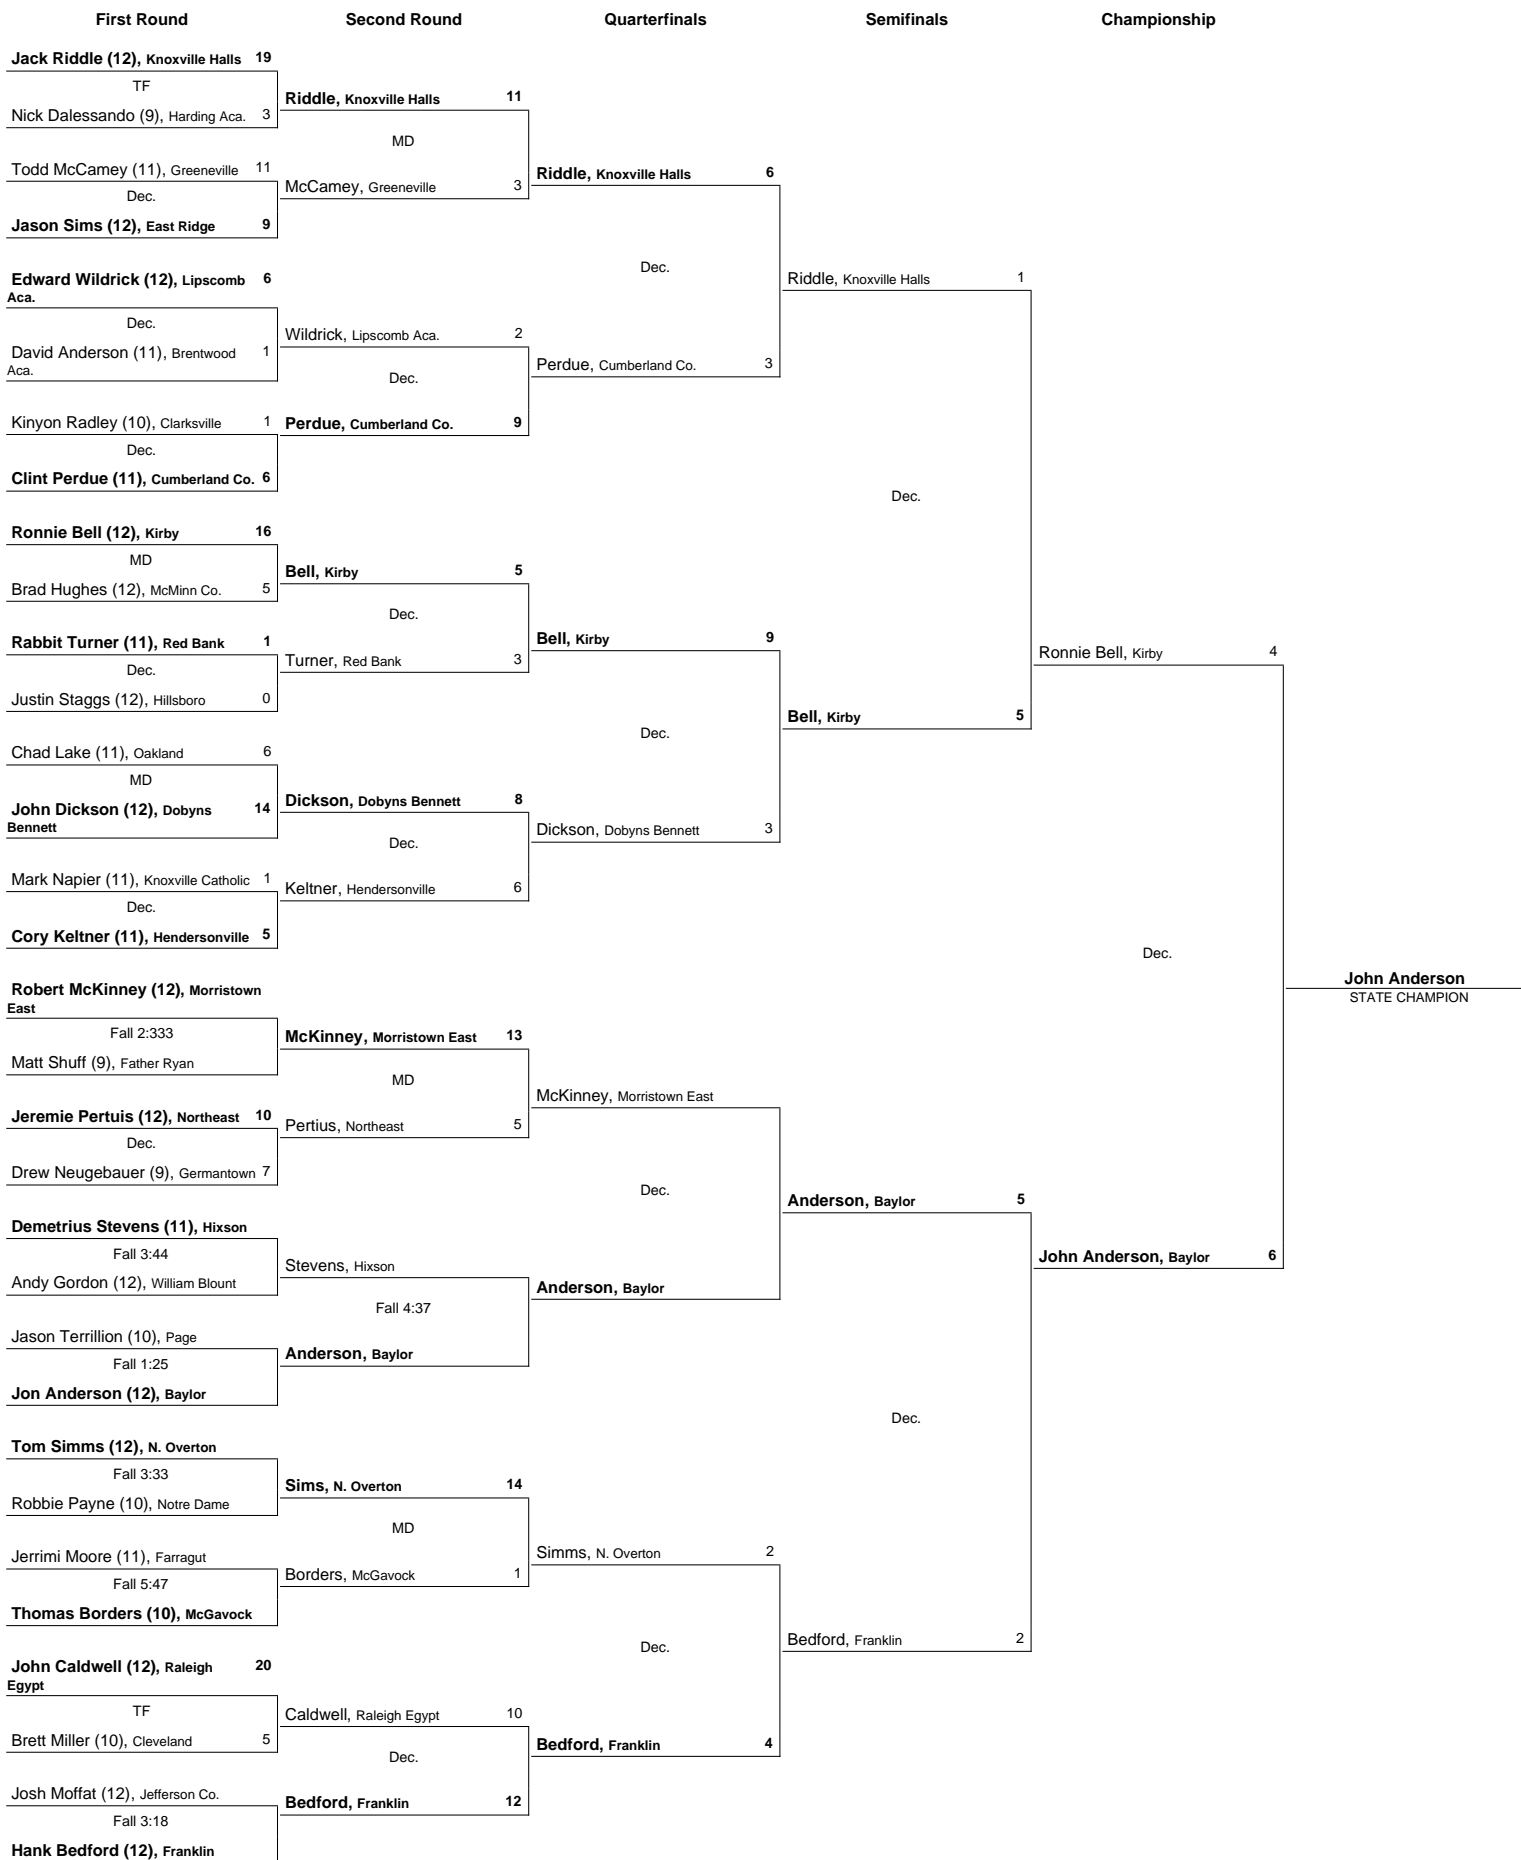 First Round Second Round Quarterfinals Semifinals Championship
Jack Riddle (12), Knoxville Halls 19
TF
Nick Dalessando (9), Harding Aca. 3
Todd McCamey (11), Greeneville 11
Dec.
Jason Sims (12), East Ridge 9
Edward Wildrick (12), Lipscomb 6
Aca.
Dec.
David Anderson (11), Brentwood 1
Aca.
Kinyon Radley (10), Clarksville 1
Dec.
Clint Perdue (11), Cumberland Co. 6
Ronnie Bell (12), Kirby 16
MD
Brad Hughes (12), McMinn Co. 5
Rabbit Turner (11), Red Bank 1
Dec.
Justin Staggs (12), Hillsboro 0
Chad Lake (11), Oakland 6
MD
John Dickson (12), Dobyns 14
Bennett
Mark Napier (11), Knoxville Catholic 1
Dec.
Cory Keltner (11), Hendersonville 5
Robert McKinney (12), Morristown
East
Fall 2:333
Matt Shuff (9), Father Ryan
Jeremie Pertuis (12), Northeast 10
Dec.
Drew Neugebauer (9), Germantown 7
Demetrius Stevens (11), Hixson
Fall 3:44
Andy Gordon (12), William Blount
Jason Terrillion (10), Page
Fall 1:25
Jon Anderson (12), Baylor
Tom Simms (12), N. Overton
Fall 3:33
Robbie Payne (10), Notre Dame
Jerrimi Moore (11), Farragut
Fall 5:47
Thomas Borders (10), McGavock
John Caldwell (12), Raleigh 20
Egypt
TF
Brett Miller (10), Cleveland 5
Josh Moffat (12), Jefferson Co.
Fall 3:18
Hank Bedford (12), Franklin
Riddle, Knoxville Halls 11
MD
McCamey, Greeneville 3
Wildrick, Lipscomb Aca. 2
Dec.
Perdue, Cumberland Co. 9
Bell, Kirby 5
Dec.
Turner, Red Bank 3
Dickson, Dobyns Bennett 8
Dec.
Keltner, Hendersonville 6
McKinney, Morristown East 13
MD
Pertius, Northeast 5
Stevens, Hixson
Fall 4:37
Anderson, Baylor
Sims, N. Overton 14
MD
Borders, McGavock 1
Caldwell, Raleigh Egypt 10
Dec.
Bedford, Franklin 12
Riddle, Knoxville Halls 6
Dec.
Perdue, Cumberland Co. 3
Bell, Kirby 9
Dec.
Dickson, Dobyns Bennett 3
McKinney, Morristown East
Dec.
Anderson, Baylor
Simms, N. Overton 2
Dec.
Bedford, Franklin 4
Riddle, Knoxville Halls 1
Dec.
Bell, Kirby 5
Anderson, Baylor 5
Dec.
Bedford, Franklin 2
Ronnie Bell, Kirby 4
Dec.
John Anderson, Baylor 6
John Anderson
STATE CHAMPION